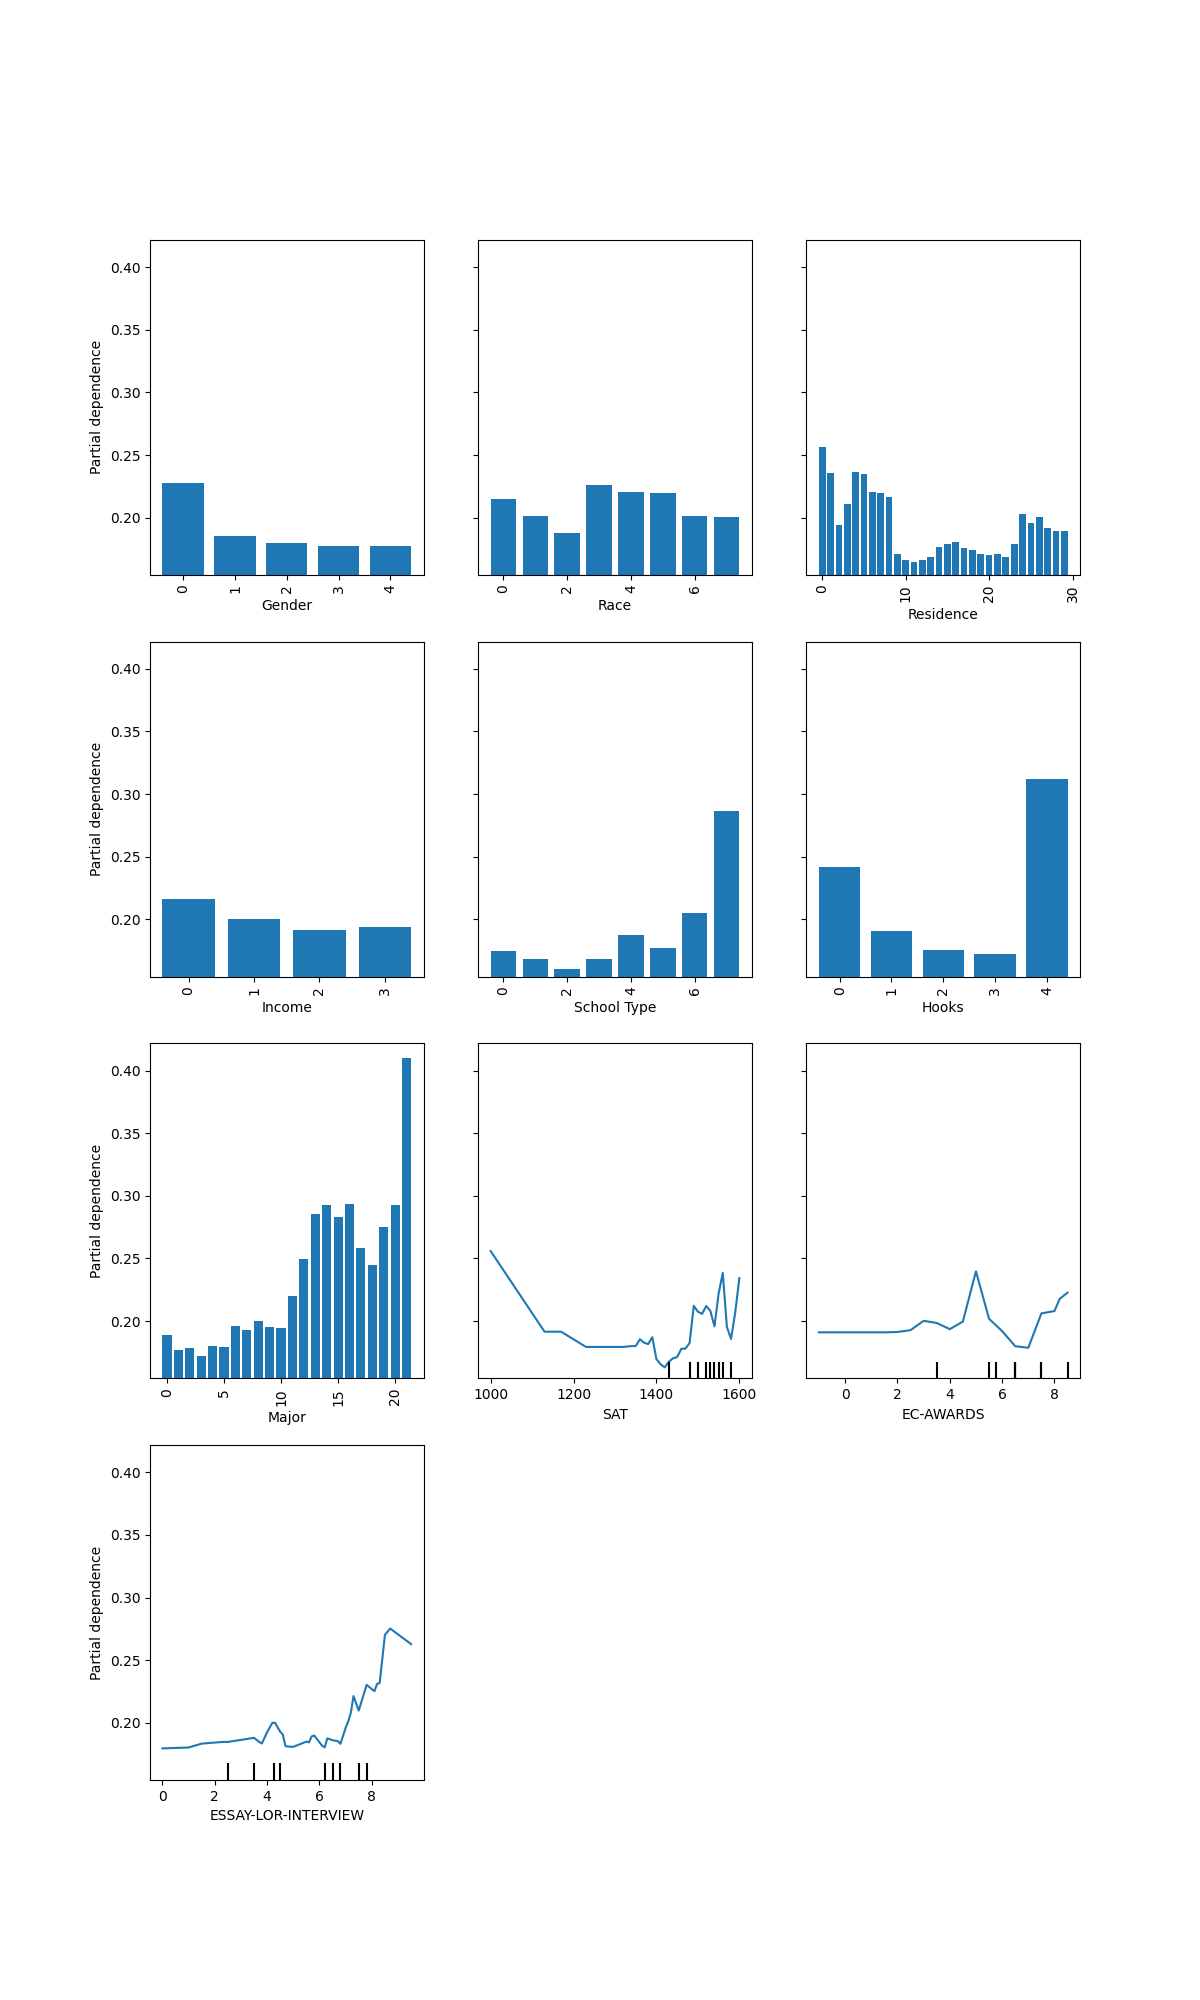 0.40
0.35
0.30
0.25
0.20
Partial dependence
0 1 2 3 4
Gender
0 2 4 6
Race
0 10 20 30
Residence
0.40
0.35
0.30
0.25
0.20
Partial dependence
0 1 2 3
Income
0 2 4 6
School Type
0 1 2 3 4
Hooks
0.40
0.35
0.30
0.25
0.20
Partial dependence
0 5 10 15 20
Major
1000 1200 1400 1600
SAT
0 2 4 6 8
EC-AWARDS
0.40
0.35
0.30
0.25
0.20
Partial dependence
0 2 4 6 8
ESSAY-LOR-INTERVIEW